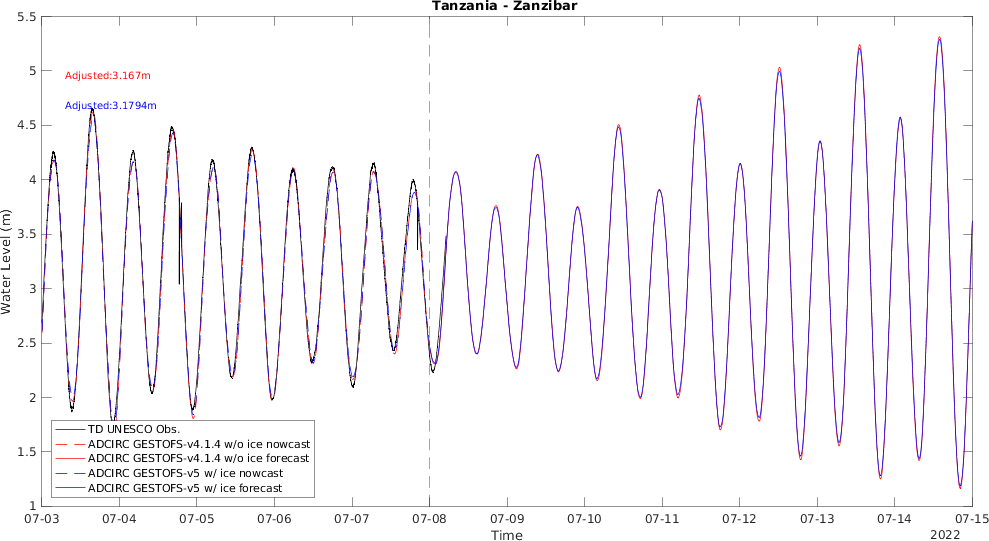 Tanzania - Zanzibar
5.5
5
4.5
4
3.5
3
2.5
2
1.5
1
Water Level (m)
Adjusted:3.167m
Adjusted:3.1794m
TD UNESCO Obs.
ADCIRC GESTOFS-v4.1.4 w/o ice nowcast
ADCIRC GESTOFS-v4.1.4 w/o ice forecast
ADCIRC GESTOFS-v5 w/ ice nowcast
ADCIRC GESTOFS-v5 w/ ice forecast
07-03 07-04 07-05 07-06 07-07 07-08 07-09 07-10 07-11 07-12 07-13 07-14 07-15
Time
2022